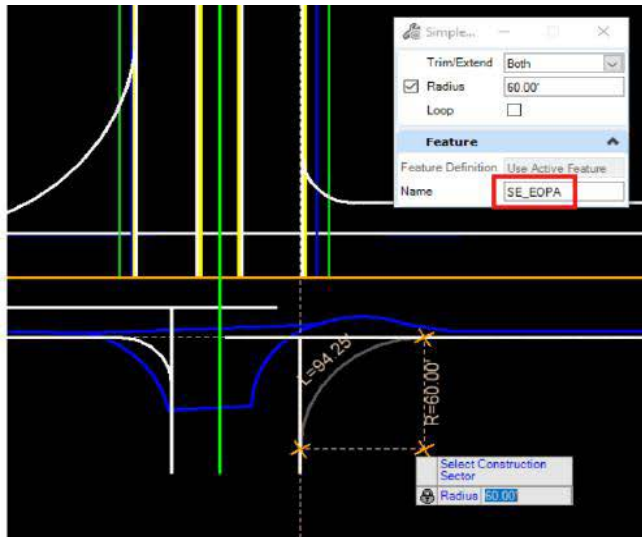 Simple...
Trim/Extend Both
Radius 60.00'
Loop
Feature
Feature Definition Use Active Feature
Name SE_EOPA
L=94.25'
R=60.00'
Select Construction
Sector
Radius 60.00'